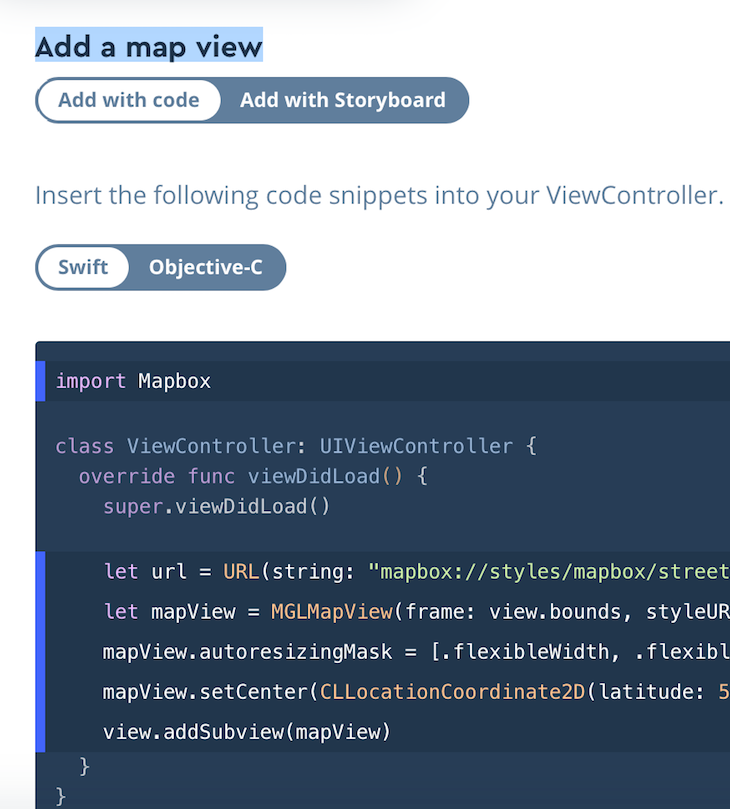 Add a map view
Add with code Add with Storyboard
Insert the following code snippets into your ViewController.
Swift Objective-C
import Mapbox
class ViewController: UIViewController {
override func viewDidLoad() {
super.viewDidLoad()
let url = URL(string: "mapbox://styles/mapbox/street
let mapView = MGLMapView(frame: view.bounds, styleUR
mapView.autoresizingMask = [.flexibleWidth, .flexibl
mapView.setCenter(CLLocationCoordinate2D(latitude: 5
view.addSubview(mapView)
}
}